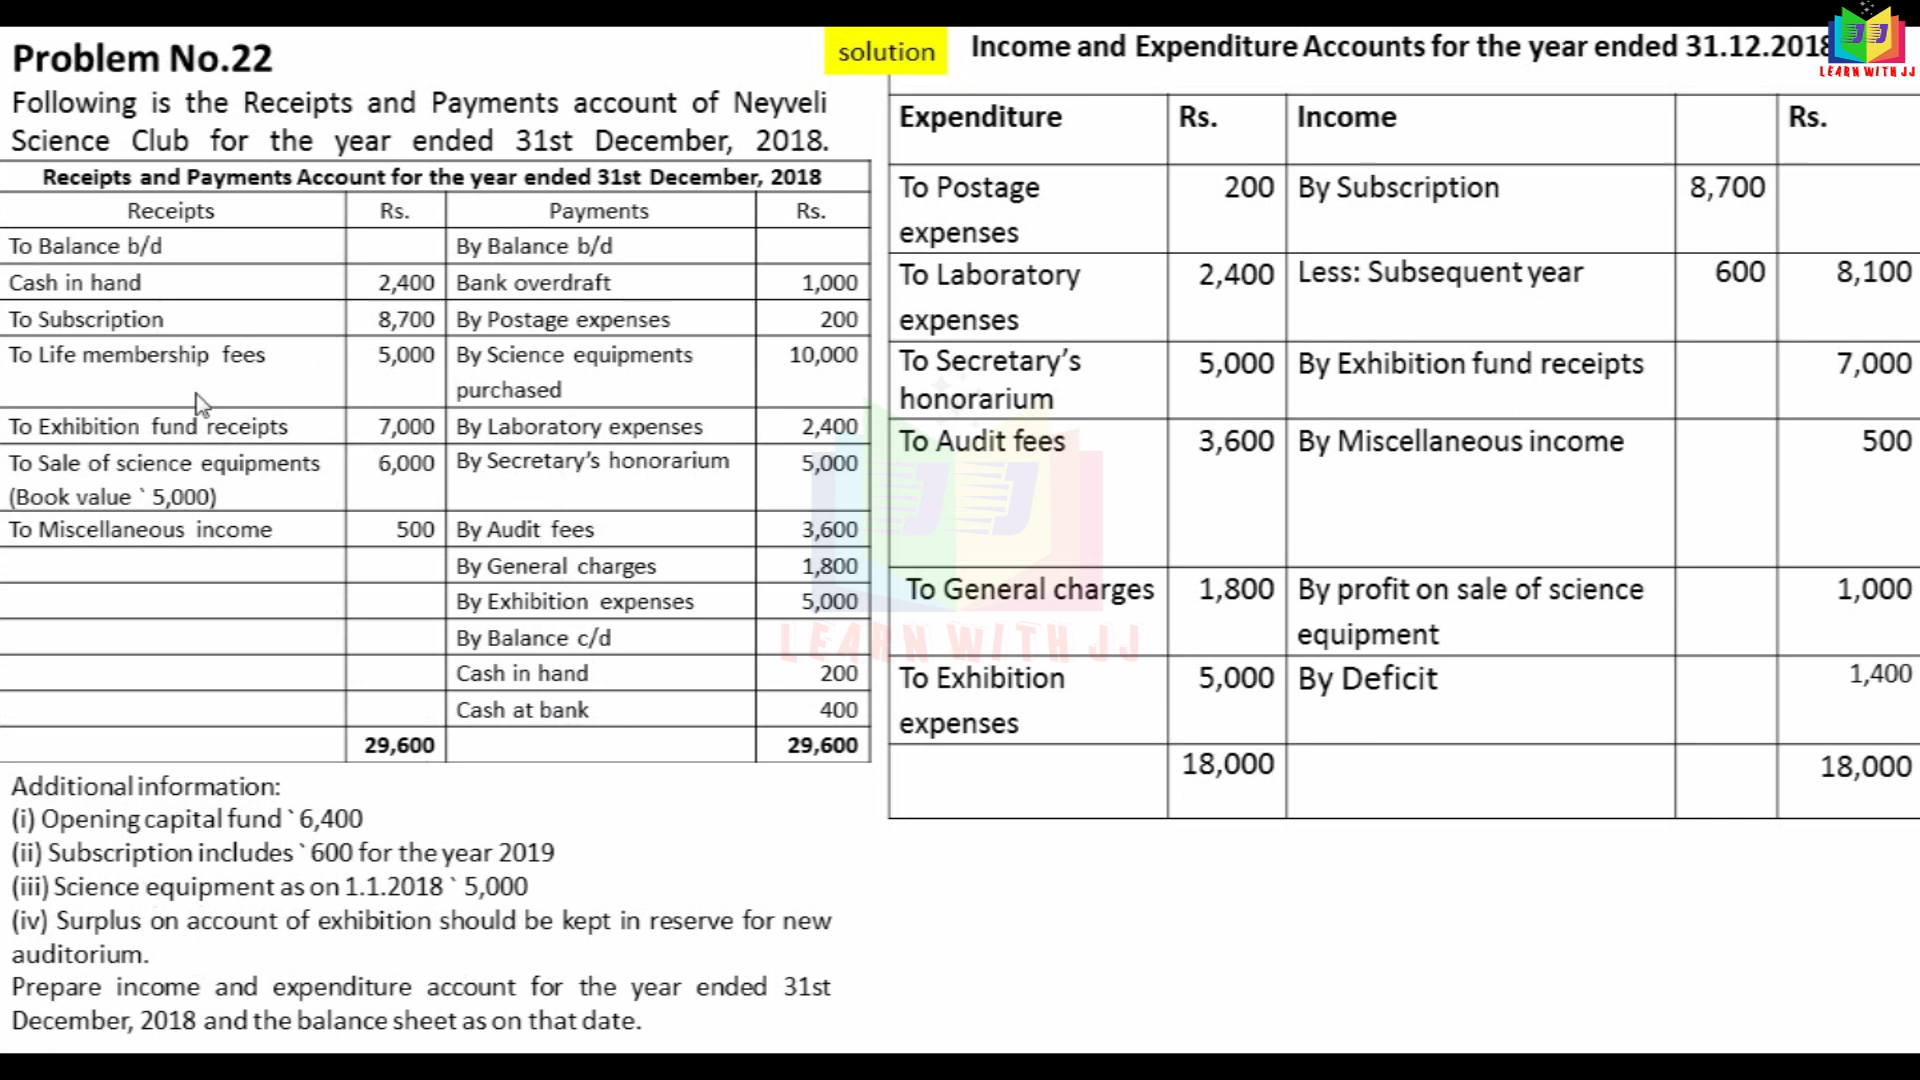 Problem No.22
Following is the Receipts and Payments account of Neyveli
Science Club for the year ended 31st December, 2018.
Receipts and Payments Account for the year ended 31st December, 2018
Receipts Rs. Payments Rs.
To Balance b/d By Balance b/d
Cash in hand 2,400 Bank overdraft 1,000
To Subscription 8,700 By Postage expenses 200
To Life membership fees 5,000 By Science equipments 10,000
purchased
To Exhibition fund receipts 7,000 By Laboratory expenses 2,400
To Sale of science equipments 6,000 By Secretary's honorarium 5,000
(Book value ` 5,000)
To Miscellaneous income 500 By Audit fees 3,600
By General charges 1,800
By Exhibition expenses 5,000
By Balance c/d
Cash in hand 200
Cash at bank 400
29,600 29,600
Additional information:
(i) Opening capital fund ` 6,400
(ii) Subscription includes ` 600 for the year 2019
(iii) Science equipment as on 1.1.2018 ` 5,000
(iv) Surplus on account of exhibition should be kept in reserve for new
auditorium.
Prepare income and expenditure account for the year ended 31st
December, 2018 and the balance sheet as on that date.
solution
Income and Expenditure Accounts for the year ended 31.12.2018
Expenditure Rs. Income Rs.
To Postage 200 By Subscription 8,700
expenses
To Laboratory 2,400 Less: Subsequent year 600 8,100
expenses
To Secretary's 5,000 By Exhibition fund receipts 7,000
honorarium
To Audit fees 3,600 By Miscellaneous income 500
To General charges 1,800 By profit on sale of science 1,000
equipment
To Exhibition 5,000 By Deficit 1,400
expenses
18,000 18,000
JJ
LEARN WITH JJ
JJ
LEARN WITH JJ